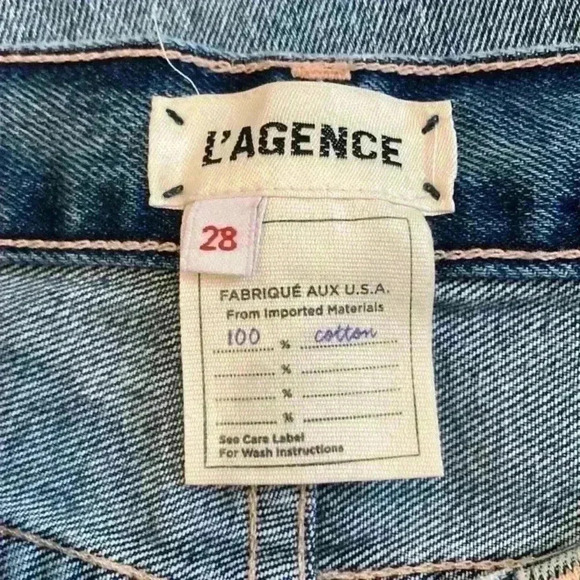 L'AGENCE
28
FABRIQUÉ AUX U.S.A.
From Imported Materials
100 % cotton
%
%
%
See Care Label
For Wash Instructions